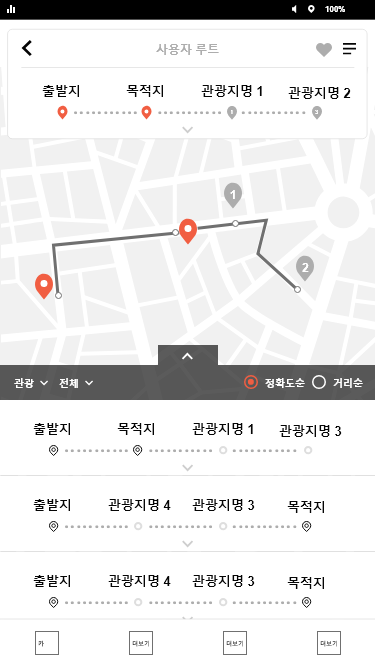 100%
사용자 루트
출발지 목적지 관광지명 1 관광지명 2
1 3
1
2
관광 전체 정확도순 거리순
출발지 목적지 관광지명 1 관광지명 3
출발지 관광지명 4 관광지명 3 목적지
출발지 관광지명 4 관광지명 3 목적지
카 더보기 더보기 더보기